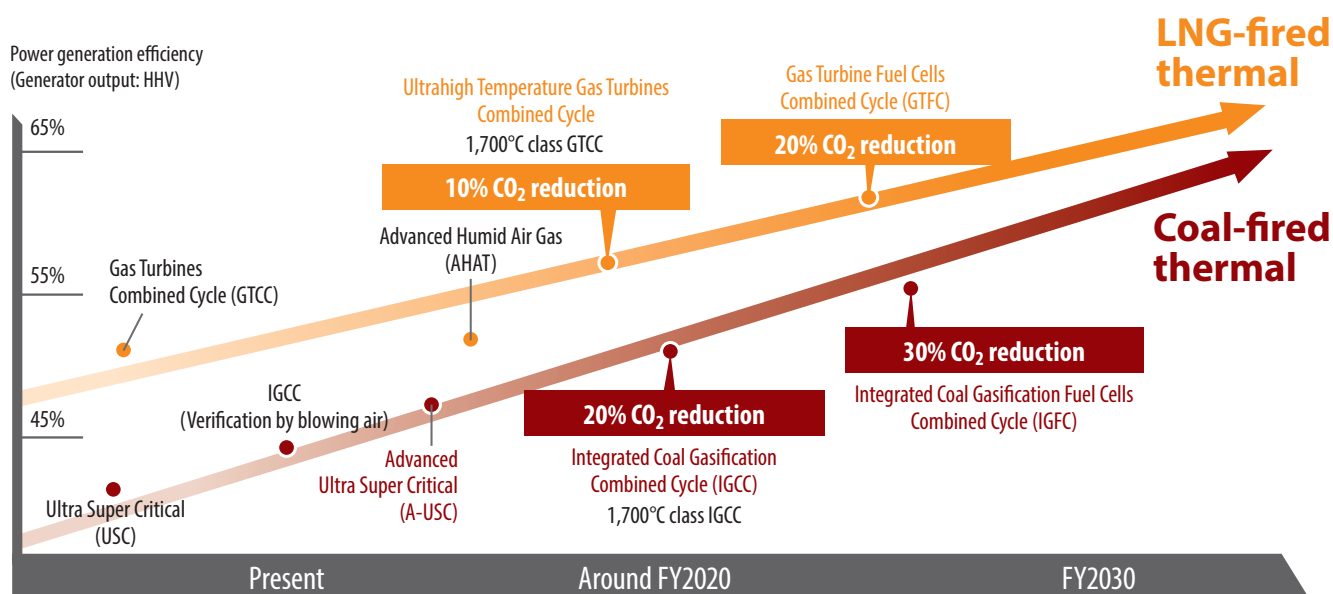 Power generation efficiency
(Generator output: HHV)
65%
55%
45%
LNG-fired
thermal
Coal-fired
thermal
Ultrahigh Temperature Gas Turbines
Combined Cycle
1,700°C class GTCC
10% CO₂ reduction
Gas Turbine Fuel Cells
Combined Cycle (GTFC)
20% CO₂ reduction
Advanced Humid Air Gas
(AHAT)
Gas Turbines
Combined Cycle (GTCC)
IGCC
(Verification by blowing air)
Ultra Super Critical
(USC)
Advanced
Ultra Super Critical
(A-USC)
20% CO₂ reduction
Integrated Coal Gasification
Combined Cycle (IGCC)
1,700°C class IGCC
30% CO₂ reduction
Integrated Coal Gasification Fuel Cells
Combined Cycle (IGFC)
Present
Around FY2020
FY2030